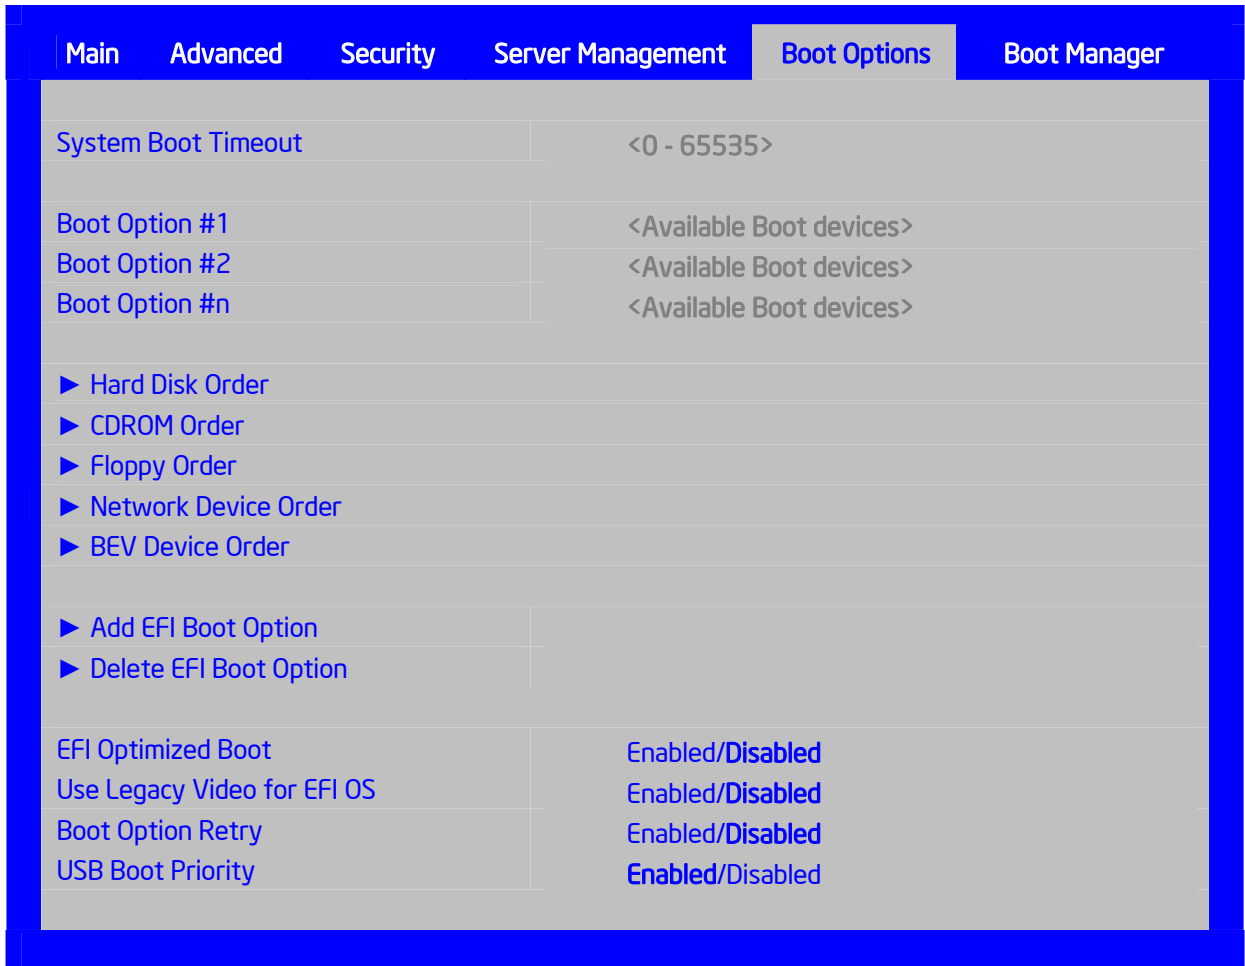 Main Advanced Security Server Management Boot Options Boot Manager
System Boot Timeout <0 - 65535>
Boot Option #1 <Available Boot devices>
Boot Option #2 <Available Boot devices>
Boot Option #n <Available Boot devices>
► Hard Disk Order
► CDROM Order
► Floppy Order
► Network Device Order
► BEV Device Order
► Add EFI Boot Option
► Delete EFI Boot Option
EFI Optimized Boot Enabled/Disabled
Use Legacy Video for EFI OS Enabled/Disabled
Boot Option Retry Enabled/Disabled
USB Boot Priority Enabled/Disabled